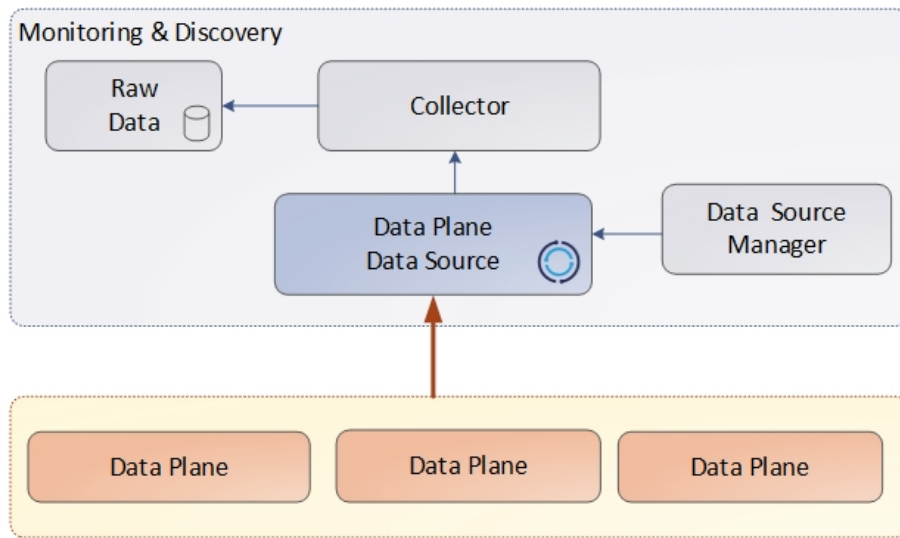 Monitoring & Discovery
Raw
Data
Collector
Data Plane
Data Source
Data Source
Manager
Data Plane
Data Plane
Data Plane